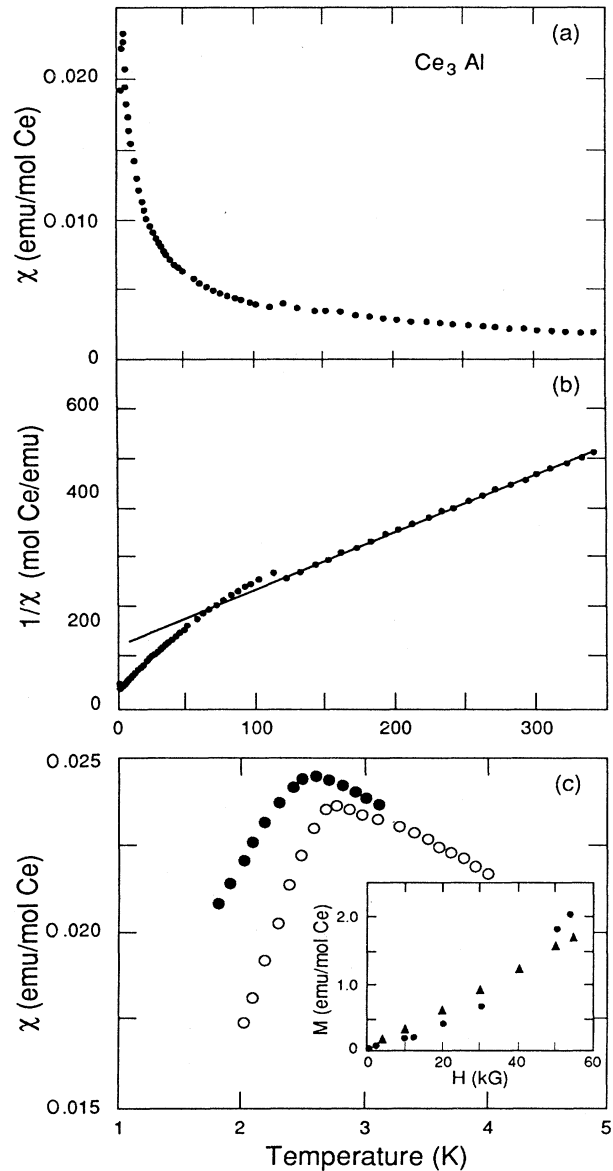 (a)
Ce3 Al
0.020
0.010
0
χ (emu/mol Ce)
(b)
600
400
200
0
1/χ (mol Ce/emu)
0 100 200 300
(c)
0.025
0.020
0.015
χ (emu/mol Ce)
2.0
1.0
0
M (emu/mol Ce)
0 20 40 60
H (kG)
1 2 3 4 5
Temperature (K)